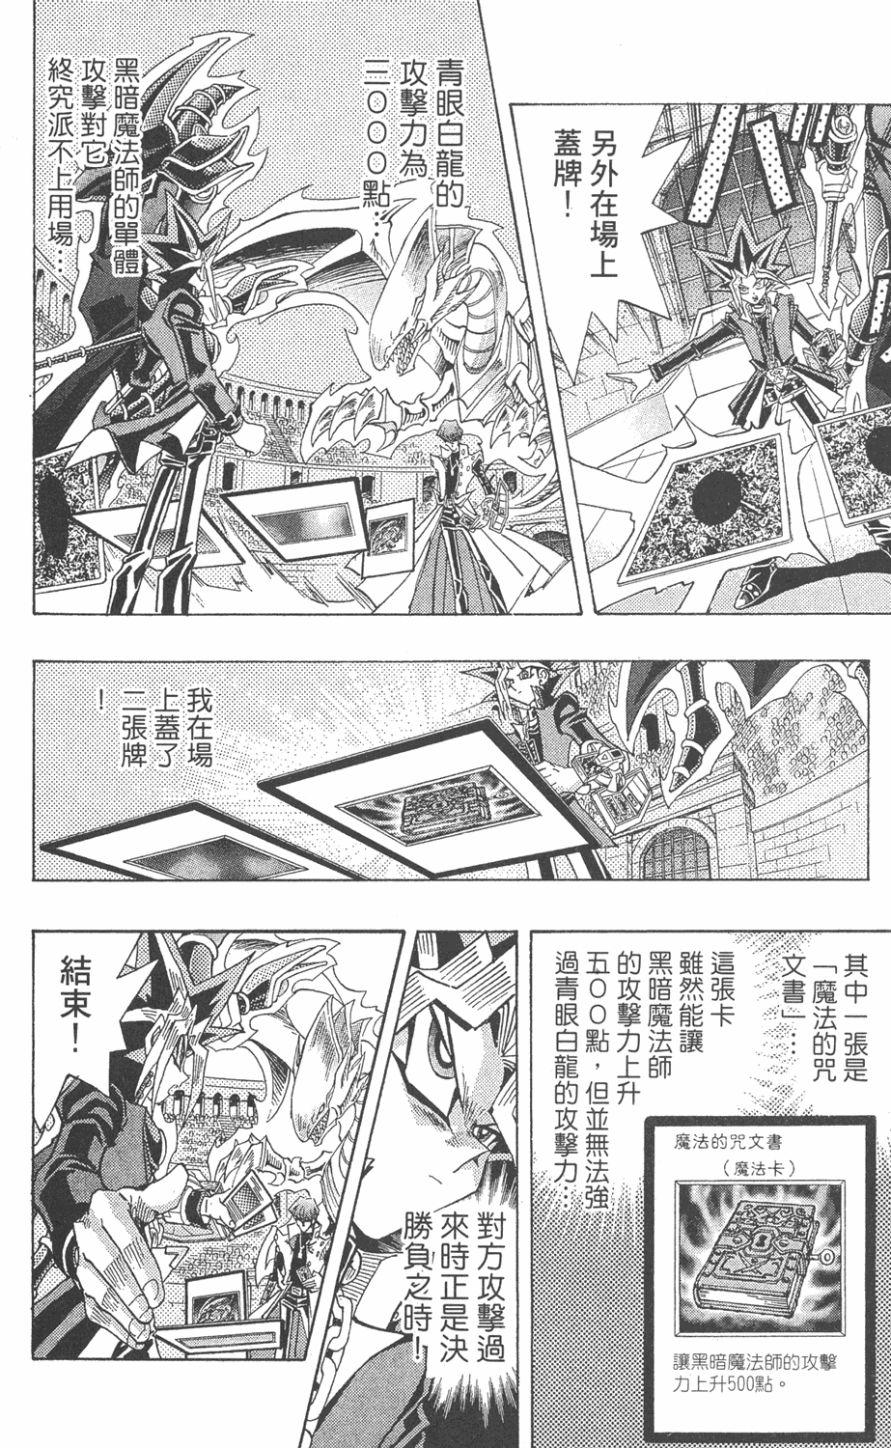 另外在場上
蓋牌！
青眼白龍的
攻擊力為
三〇〇〇點…
黑暗魔法師的單體
攻擊對它
終究派不上用場…
我在場
上蓋了
二張牌
！
其中一張是
「魔法的咒
文書」…
這張卡
雖然能讓
黑暗魔法師
的攻擊力上升
五〇〇點，但並無法強
過青眼白龍的攻擊力…
魔法的咒文書
（魔法卡）
讓黑暗魔法師的攻擊
力上升500點。
對方攻擊過
來時正是決
勝負之時！
結束！